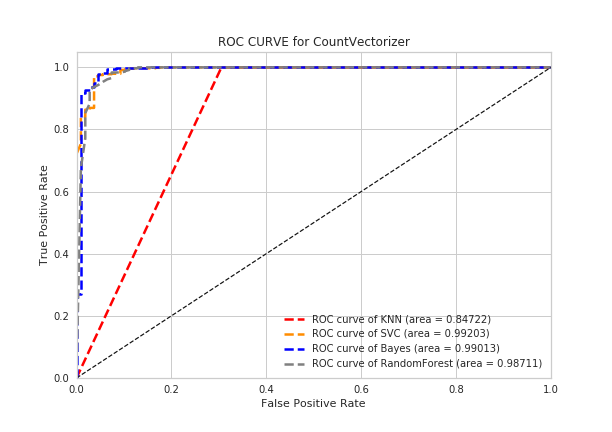 ROC CURVE for CountVectorizer
1.0
0.8
0.6
0.4
0.2
0.0
True Positive Rate
ROC curve of KNN (area = 0.84722)
ROC curve of SVC (area = 0.99203)
ROC curve of Bayes (area = 0.99013)
ROC curve of RandomForest (area = 0.98711)
0.0 0.2 0.4 0.6 0.8 1.0
False Positive Rate